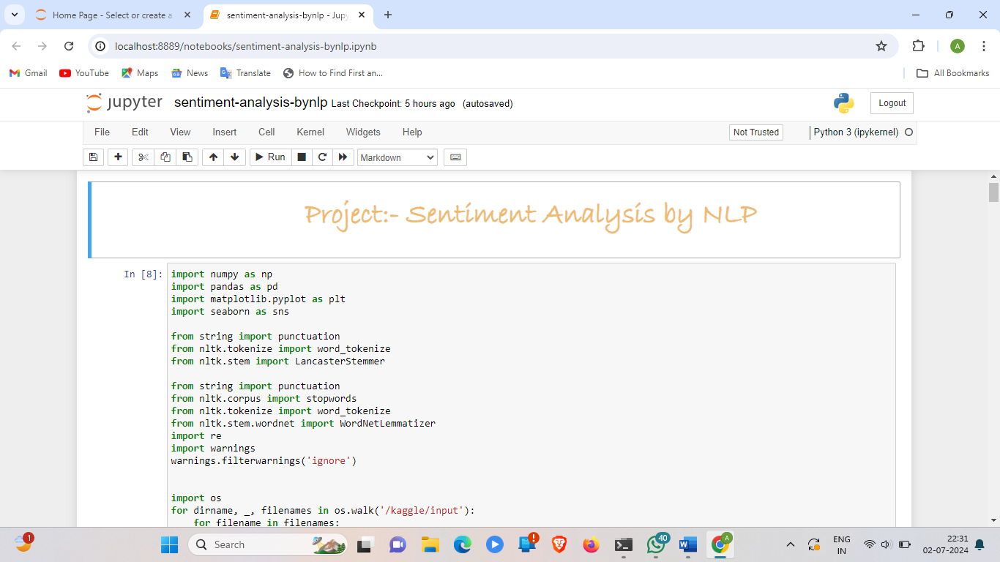 Home Page - Select or create a
sentiment-analysis-bynlp - Jupy
localhost:8889/notebooks/sentiment-analysis-bynlp.ipynb
A
Gmail
YouTube
Maps
News
Translate
How to Find First an...
All Bookmarks
jupyter sentiment-analysis-bynlp Last Checkpoint: 5 hours ago (autosaved)
Logout
File Edit View Insert Cell Kernel Widgets Help
Not Trusted
Python 3 (ipykernel)
Run
Markdown
Project:- Sentiment Analysis by NLP
In [8]:
import numpy as np
import pandas as pd
import matplotlib.pyplot as plt
import seaborn as sns
from string import punctuation
from nltk.tokenize import word_tokenize
from nltk.stem import LancasterStemmer
from string import punctuation
from nltk.corpus import stopwords
from nltk.tokenize import word_tokenize
from nltk.stem.wordnet import WordNetLemmatizer
import re
import warnings
warnings.filterwarnings('ignore')
import os
for dirname, _, filenames in os.walk('/kaggle/input'):
for filename in filenames:
1
Search
40
A
ENG
IN
22:31
02-07-2024